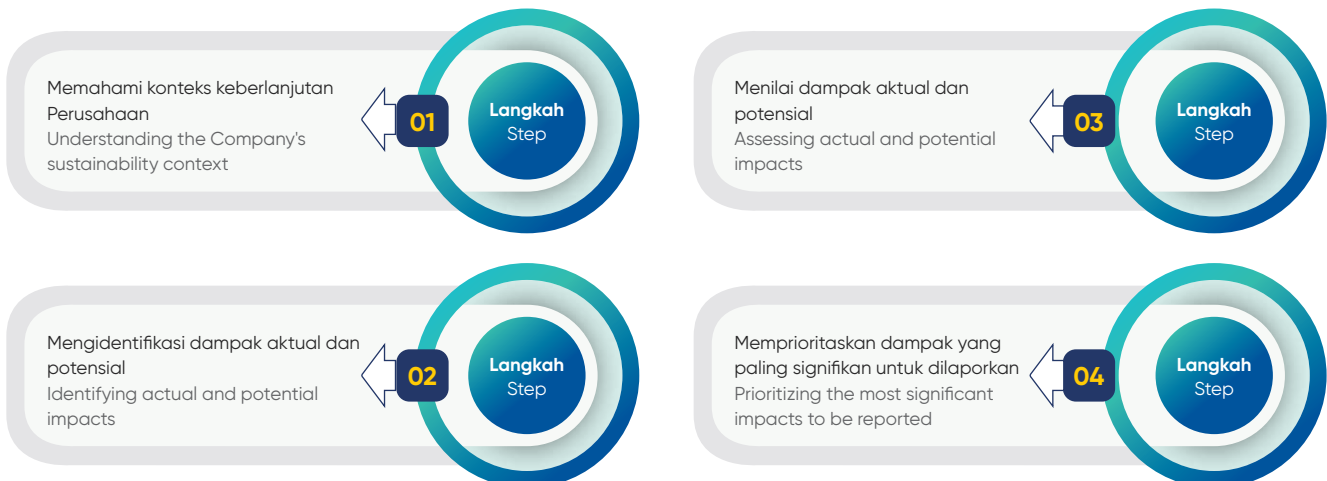 Memahami konteks keberlanjutan
Perusahaan
Understanding the Company's
sustainability context
01
Langkah
Step
Mengidentifikasi dampak aktual dan
potensial
Identifying actual and potential
impacts
02
Langkah
Step
Menilai dampak aktual dan
potensial
Assessing actual and potential
impacts
03
Langkah
Step
Memprioritaskan dampak yang
paling signifikan untuk dilaporkan
Prioritizing the most significant
impacts to be reported
04
Langkah
Step